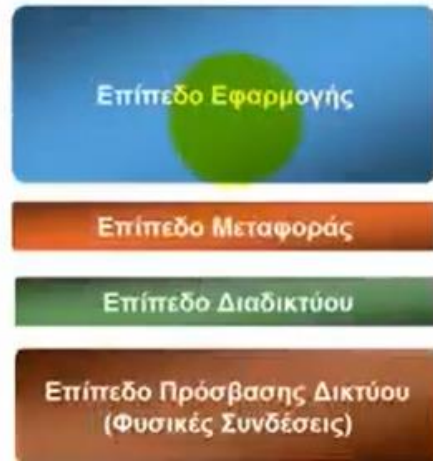 Επίπεδο Εφαρμογής
Επίπεδο Μεταφοράς
Επίπεδο Διαδικτύου
Επίπεδο Πρόσβασης Δικτύου
(Φυσικές Συνδέσεις)